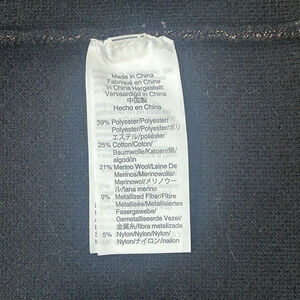 Made in China
Fabriqué en Chine
In China Hergestellt
Vervaardigd in China
中国製
Hecho en China
39% Polyester/Polyester/
Polyester/Polyester/ポリ
エステル/poliéster
25% Cotton/Coton/
Baumwolle/Katoen/綿/
algodón
21% Merino Wool/Laine De
Merinos/Merinowolle/
Merinowol/メリノウー
ル/lana merino
9% Metallized Fiber/Fibre
Metallisée/Metallisiertes
Fasergewebe/
Gemetalliseerde Vezel/
金属糸/fibra metalizada
5% Nylon/Nylon/Nylon/
Nylon/ナイロン/nailon